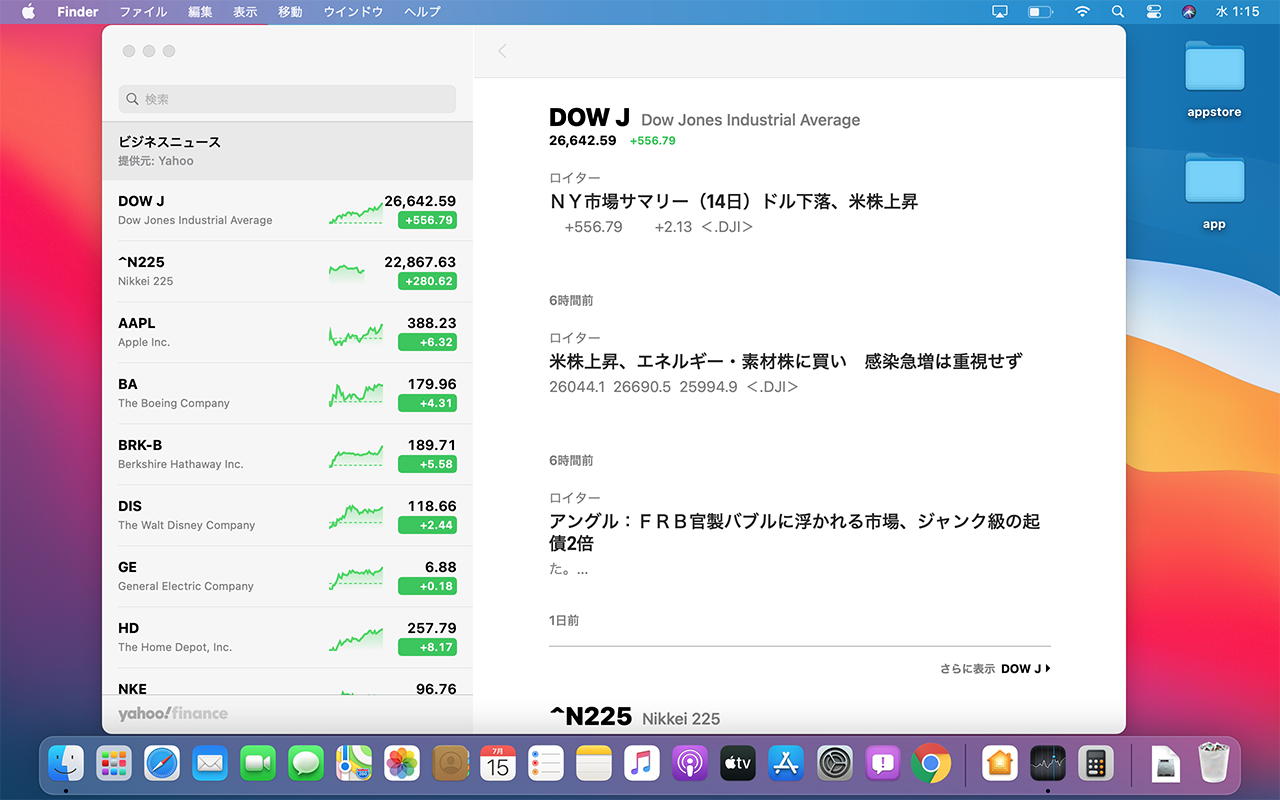 Finder ファイル 編集 表示 移動 ウインドウ ヘルプ
水 1:15
検索
ビジネスニュース
提供元: Yahoo
DOW J 26,642.59
Dow Jones Industrial Average +556.79
^N225 22,867.63
Nikkei 225 +280.62
AAPL 388.23
Apple Inc. +6.32
BA 179.96
The Boeing Company +4.31
BRK-B 189.71
Berkshire Hathaway Inc. +5.58
DIS 118.66
The Walt Disney Company +2.44
GE 6.88
General Electric Company +0.18
HD 257.79
The Home Depot, Inc. +8.17
NKE 96.76
yahoo!finance
DOW J Dow Jones Industrial Average
26,642.59 +556.79
ロイター
ＮＹ市場サマリー（14日）ドル下落、米株上昇
+556.79 +2.13 ＜.DJI＞
6時間前
ロイター
米株上昇、エネルギー・素材株に買い　感染急増は重視せず
26044.1 26690.5 25994.9 ＜.DJI＞
6時間前
ロイター
アングル：ＦＲＢ官製バブルに浮かれる市場、ジャンク級の起
債2倍
た。...
1日前
さらに表示 DOW J
^N225 Nikkei 225
appstore
app
7月
15
tv